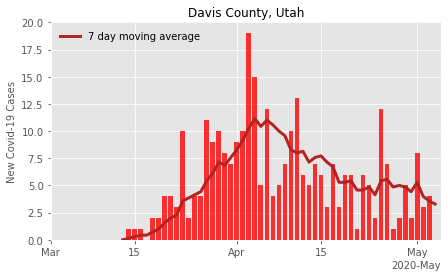 Davis County, Utah
7 day moving average
New Covid-19 Cases
20.0
17.5
15.0
12.5
10.0
7.5
5.0
2.5
0.0
Mar 15 Apr 15 May
2020-May